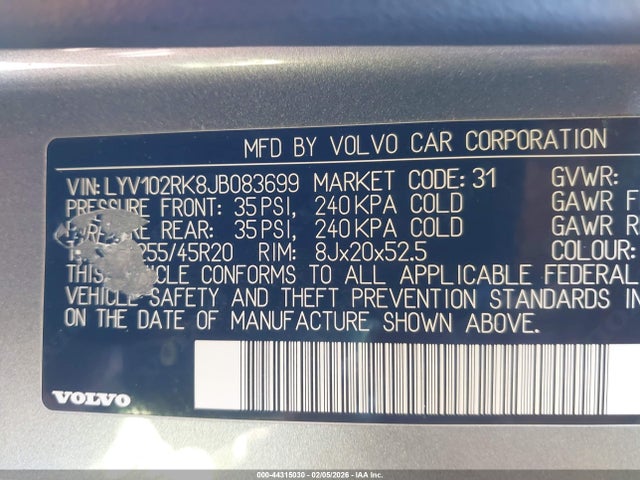 MFD BY VOLVO CAR CORPORATION
VIN: LYV102RK8JB083699 MARKET CODE: 31 GVWR:
PRESSURE FRONT: 35 PSI, 240 KPA COLD GAWR F
PRESSURE REAR: 35 PSI, 240 KPA COLD GAWR R
255/45R20 RIM: 8Jx20x52.5 COLOUR:
THIS VEHICLE CONFORMS TO ALL APPLICABLE FEDERAL
VEHICLE SAFETY AND THEFT PREVENTION STANDARDS IN
ON THE DATE OF MANUFACTURE SHOWN ABOVE.
VOLVO
000-44315030 - 02/05/2026 - IAA Inc.